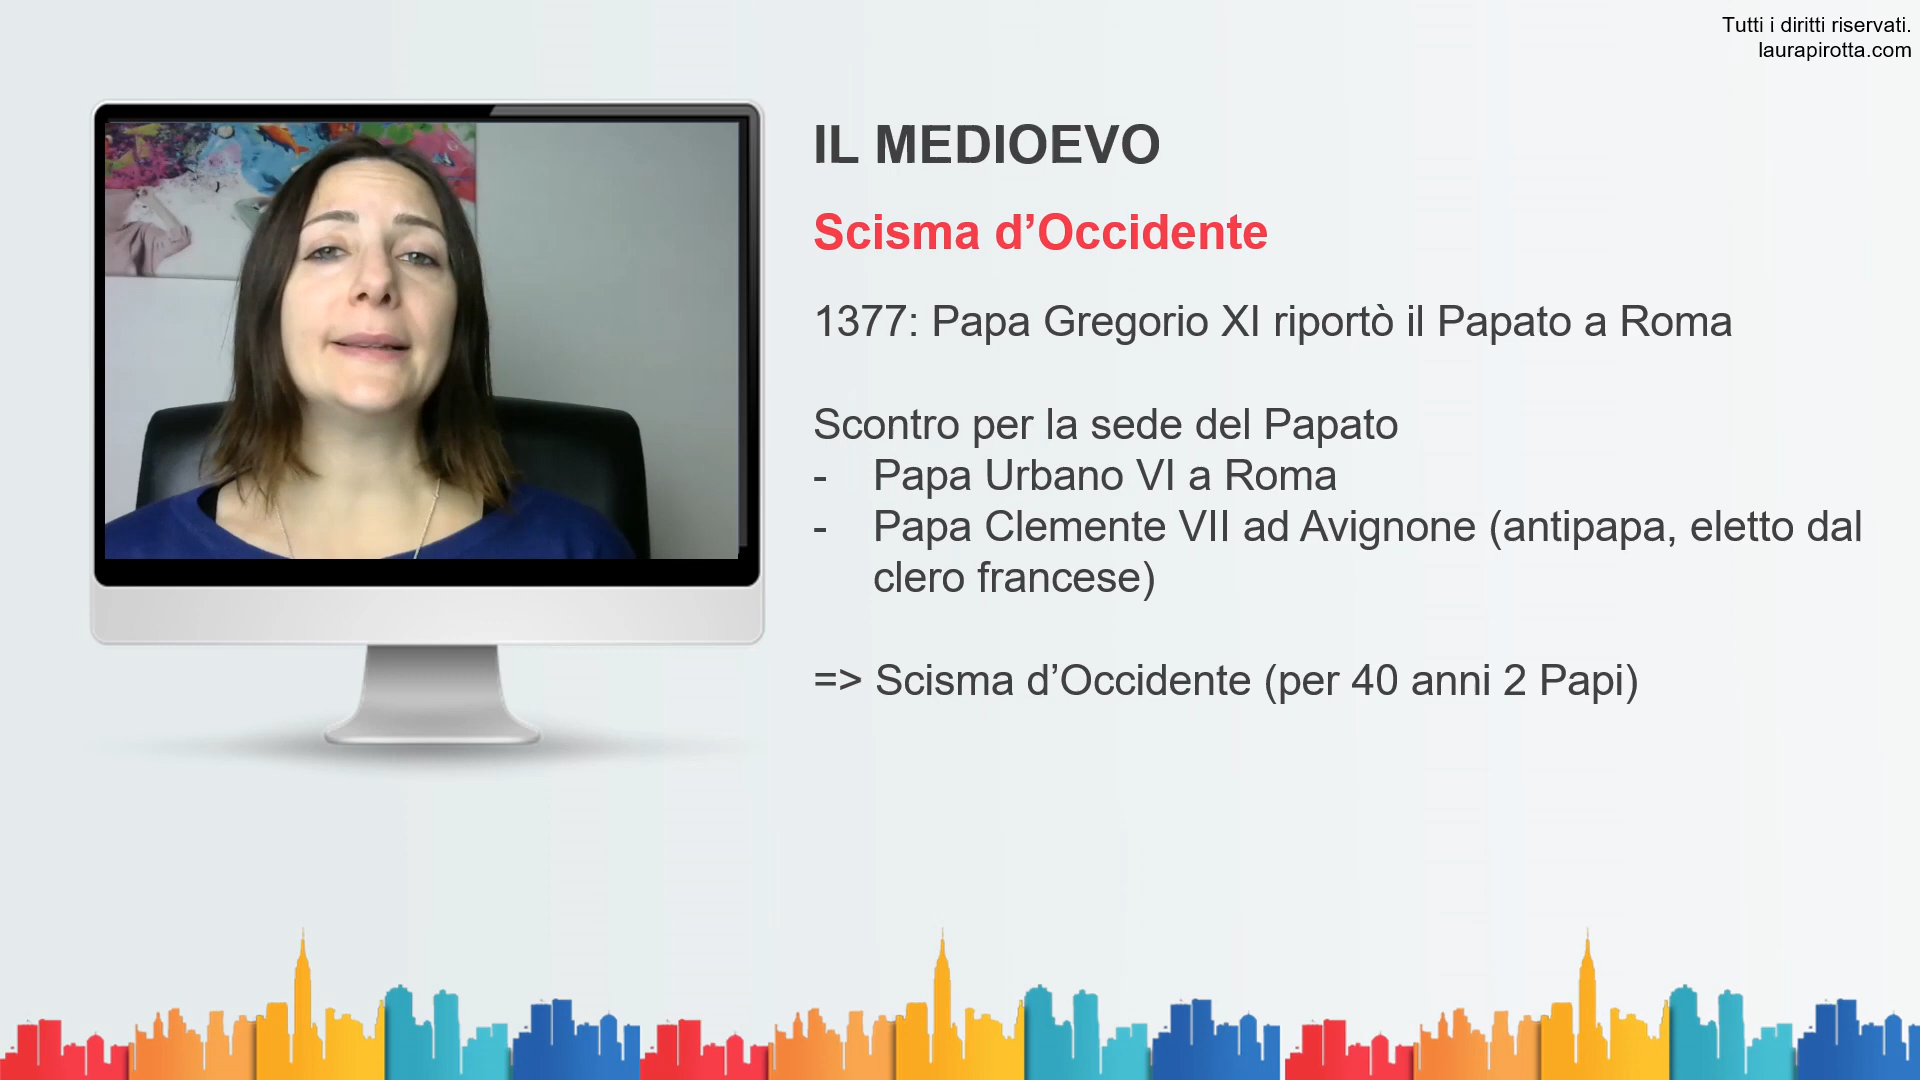 Tutti i diritti riservati.
laurapirotta.com
IL MEDIOEVO
Scisma d’Occidente
1377: Papa Gregorio XI riportò il Papato a Roma
Scontro per la sede del Papato
- Papa Urbano VI a Roma
- Papa Clemente VII ad Avignone (antipapa, eletto dal
clero francese)
=> Scisma d’Occidente (per 40 anni 2 Papi)